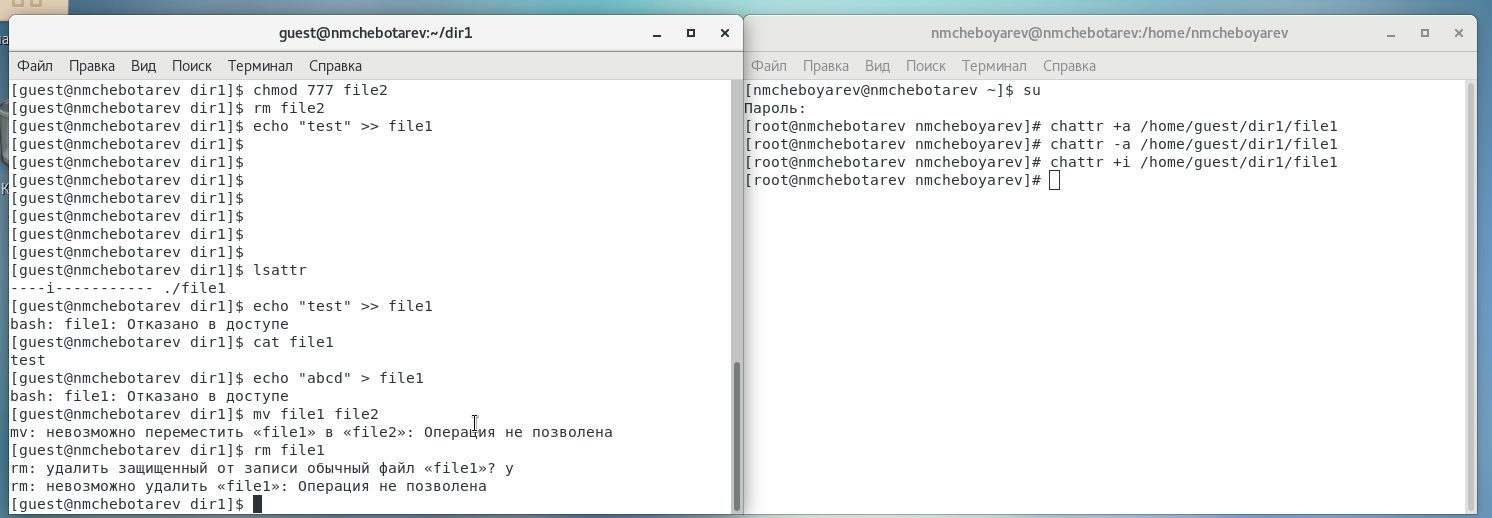 guest@nmchebotarev:~/dir1
Файл Правка Вид Поиск Терминал Справка
[guest@nmchebotarev dir1]$ chmod 777 file2
[guest@nmchebotarev dir1]$ rm file2
[guest@nmchebotarev dir1]$ echo "test" >> file1
[guest@nmchebotarev dir1]$
[guest@nmchebotarev dir1]$
[guest@nmchebotarev dir1]$
[guest@nmchebotarev dir1]$
[guest@nmchebotarev dir1]$
[guest@nmchebotarev dir1]$
[guest@nmchebotarev dir1]$
[guest@nmchebotarev dir1]$ lsattr
----i----------- ./file1
[guest@nmchebotarev dir1]$ echo "test" >> file1
bash: file1: Отказано в доступе
[guest@nmchebotarev dir1]$ cat file1
test
[guest@nmchebotarev dir1]$ echo "abcd" > file1
bash: file1: Отказано в доступе
[guest@nmchebotarev dir1]$ mv file1 file2
mv: невозможно переместить «file1» в «file2»: Операция не позволена
[guest@nmchebotarev dir1]$ rm file1
rm: удалить защищенный от записи обычный файл «file1»? y
rm: невозможно удалить «file1»: Операция не позволена
[guest@nmchebotarev dir1]$
nmcheboyarev@nmchebotarev:/home/nmcheboyarev
Файл Правка Вид Поиск Терминал Справка
[nmcheboyarev@nmchebotarev ~]$ su
Пароль:
[root@nmchebotarev nmcheboyarev]# chattr +a /home/guest/dir1/file1
[root@nmchebotarev nmcheboyarev]# chattr -a /home/guest/dir1/file1
[root@nmchebotarev nmcheboyarev]# chattr +i /home/guest/dir1/file1
[root@nmchebotarev nmcheboyarev]#